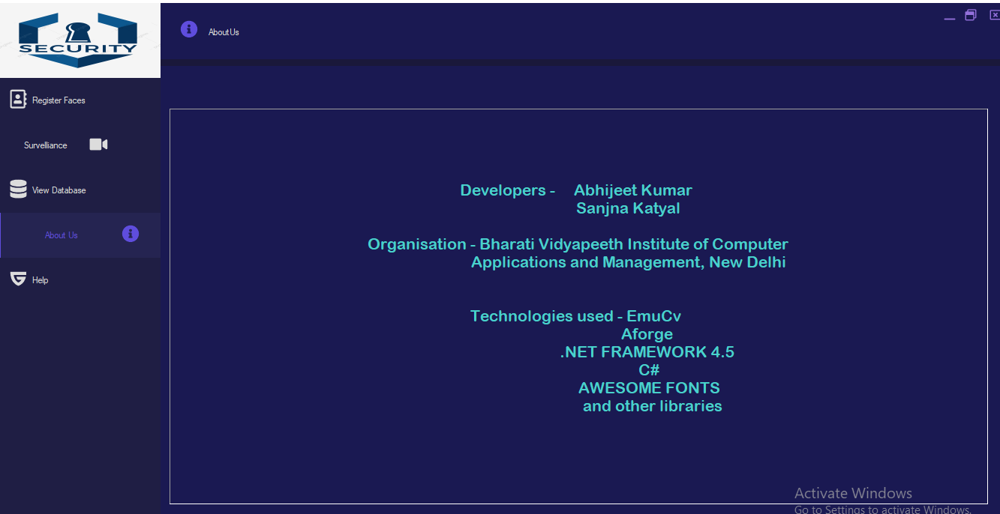 SECURITY
About Us
Register Faces
Survelliance
View Database
About Us
Help
Developers - Abhijeet Kumar
Sanjna Katyal
Organisation - Bharati Vidyapeeth Institute of Computer
Applications and Management, New Delhi
Technologies used - EmuCv
Aforge
.NET FRAMEWORK 4.5
C#
AWESOME FONTS
and other libraries
Activate Windows
Go to Settings to activate Windows.